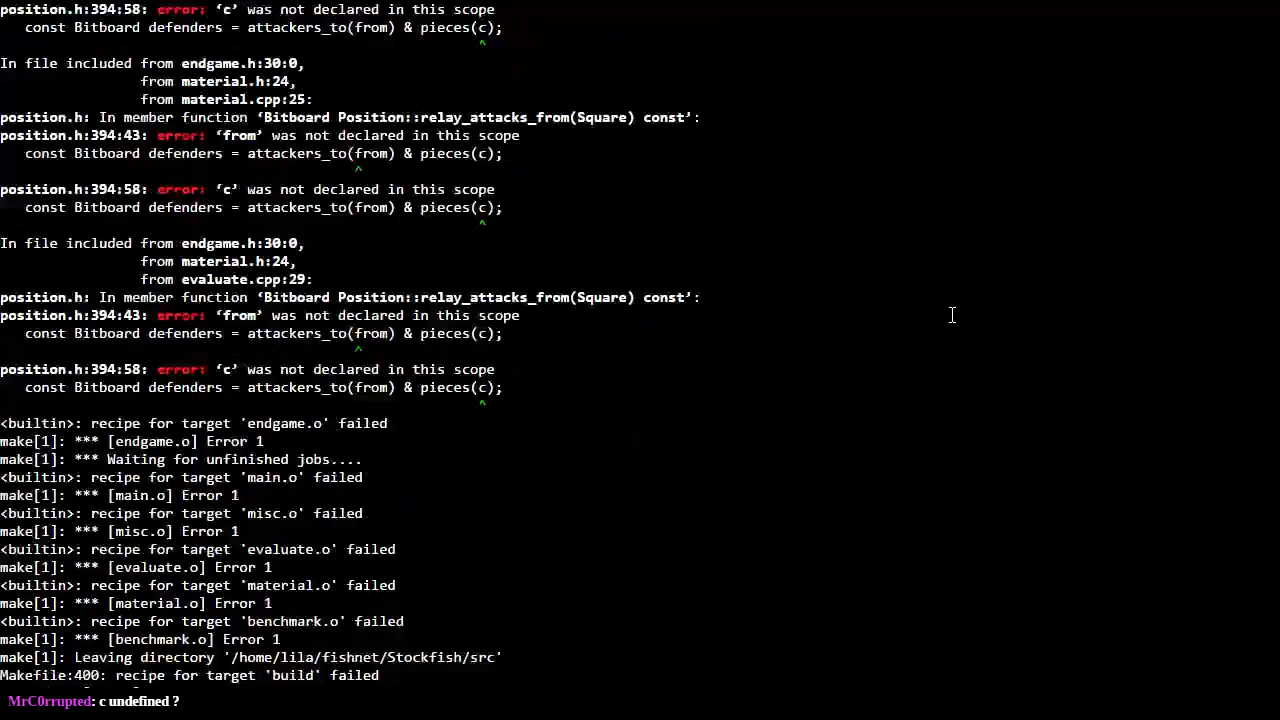 position.h:394:58: error: ‘c’ was not declared in this scope
   const Bitboard defenders = attackers_to(from) & pieces(c);
                                                          ^
In file included from endgame.h:30:0,
                 from material.h:24,
                 from material.cpp:25:
position.h: In member function ‘Bitboard Position::relay_attacks_from(Square) const’:
position.h:394:43: error: ‘from’ was not declared in this scope
   const Bitboard defenders = attackers_to(from) & pieces(c);
                                           ^
position.h:394:58: error: ‘c’ was not declared in this scope
   const Bitboard defenders = attackers_to(from) & pieces(c);
                                                          ^
In file included from endgame.h:30:0,
                 from material.h:24,
                 from evaluate.cpp:29:
position.h: In member function ‘Bitboard Position::relay_attacks_from(Square) const’:
position.h:394:43: error: ‘from’ was not declared in this scope
   const Bitboard defenders = attackers_to(from) & pieces(c);
                                           ^
position.h:394:58: error: ‘c’ was not declared in this scope
   const Bitboard defenders = attackers_to(from) & pieces(c);
                                                          ^
<builtin>: recipe for target 'endgame.o' failed
make[1]: *** [endgame.o] Error 1
make[1]: *** Waiting for unfinished jobs....
<builtin>: recipe for target 'main.o' failed
make[1]: *** [main.o] Error 1
<builtin>: recipe for target 'misc.o' failed
make[1]: *** [misc.o] Error 1
<builtin>: recipe for target 'evaluate.o' failed
make[1]: *** [evaluate.o] Error 1
<builtin>: recipe for target 'material.o' failed
make[1]: *** [material.o] Error 1
<builtin>: recipe for target 'benchmark.o' failed
make[1]: *** [benchmark.o] Error 1
make[1]: Leaving directory '/home/lila/fishnet/Stockfish/src'
Makefile:400: recipe for target 'build' failed
MrC0rrupted: c undefined ?